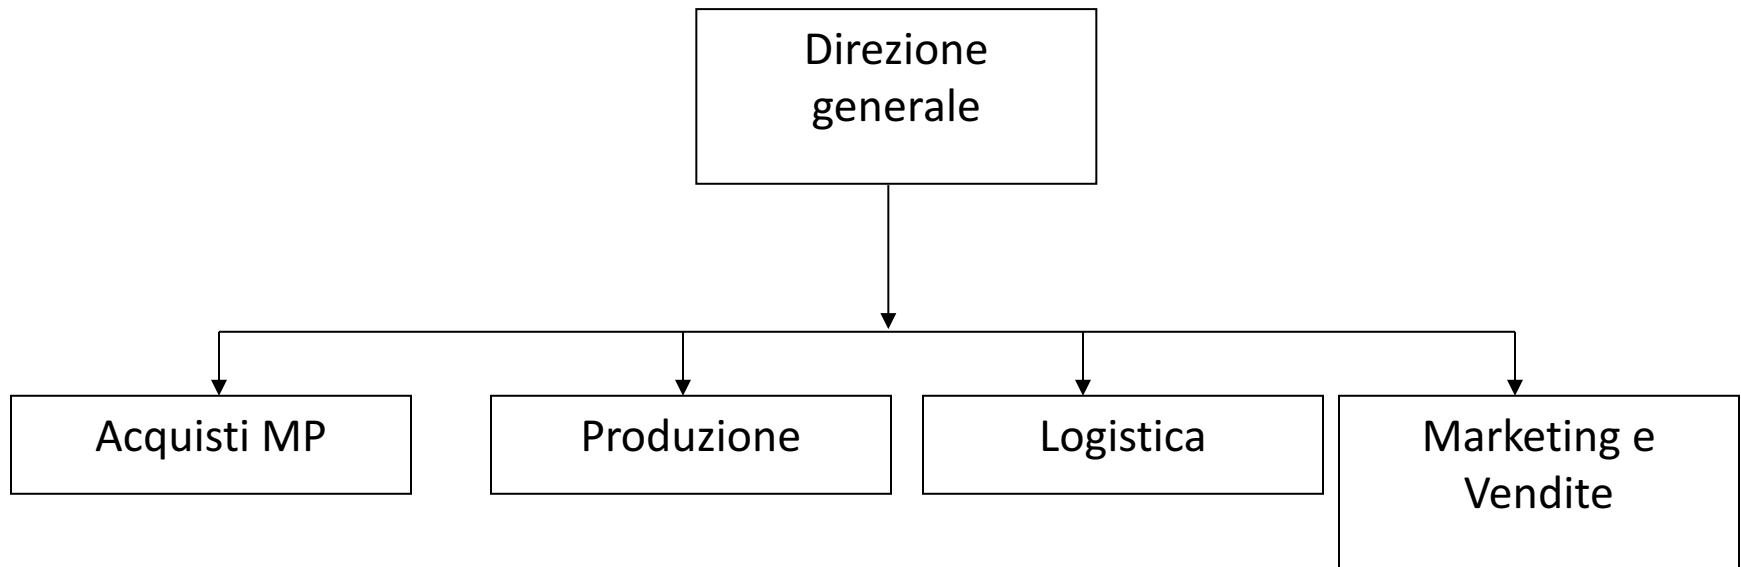 Direzione
generale
Acquisti MP
Produzione
Logistica
Marketing e
Vendite